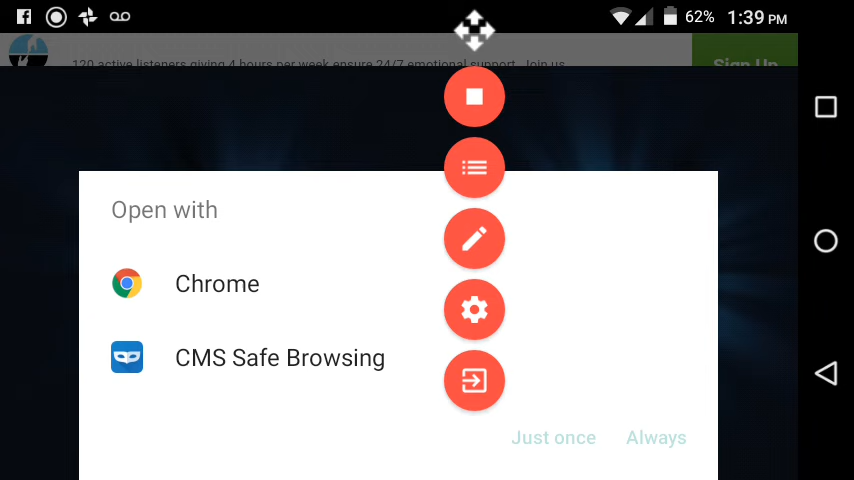 62% 1:39 PM
120 active listeners giving 4 hours per week ensure 24/7 emotional support. Join us
Sign Up
Open with
Chrome
CMS Safe Browsing
Just once Always